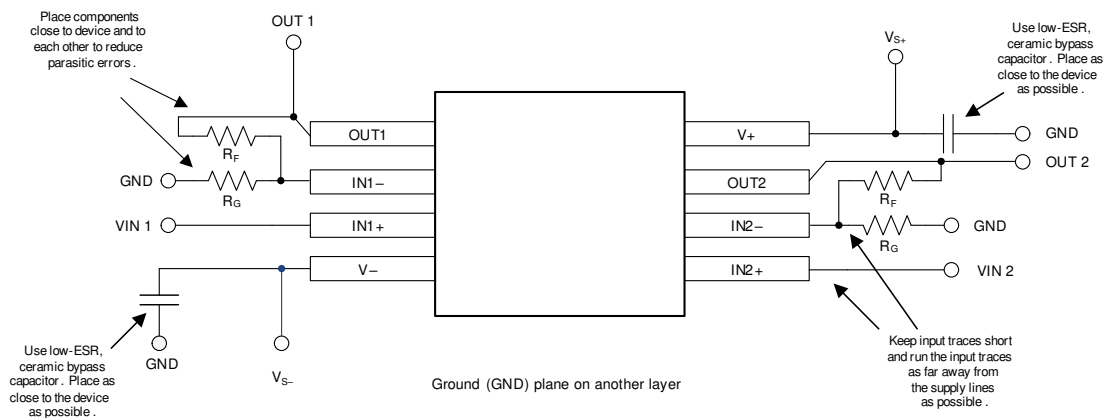 Place components
close to device and to
each other to reduce
parasitic errors .
OUT 1
VS+
Use low-ESR,
ceramic bypass
capacitor . Place as
close to the device
as possible .
OUT1
RF
GND
RG
IN1−
VIN 1
IN1+
V−
GND
VS−
Use low-ESR,
ceramic bypass
capacitor . Place as
close to the device
as possible .
V+
GND
OUT 2
OUT2
RF
IN2−
RG
GND
IN2+
VIN 2
Keep input traces short
and run the input traces
as far away from
the supply lines
as possible .
Ground (GND) plane on another layer